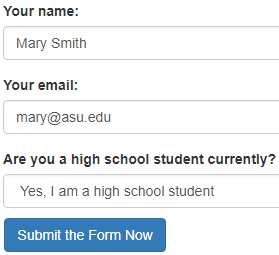 Your name:
Mary Smith
Your email:
mary@asu.edu
Are you a high school student currently?
Yes, I am a high school student
Submit the Form Now